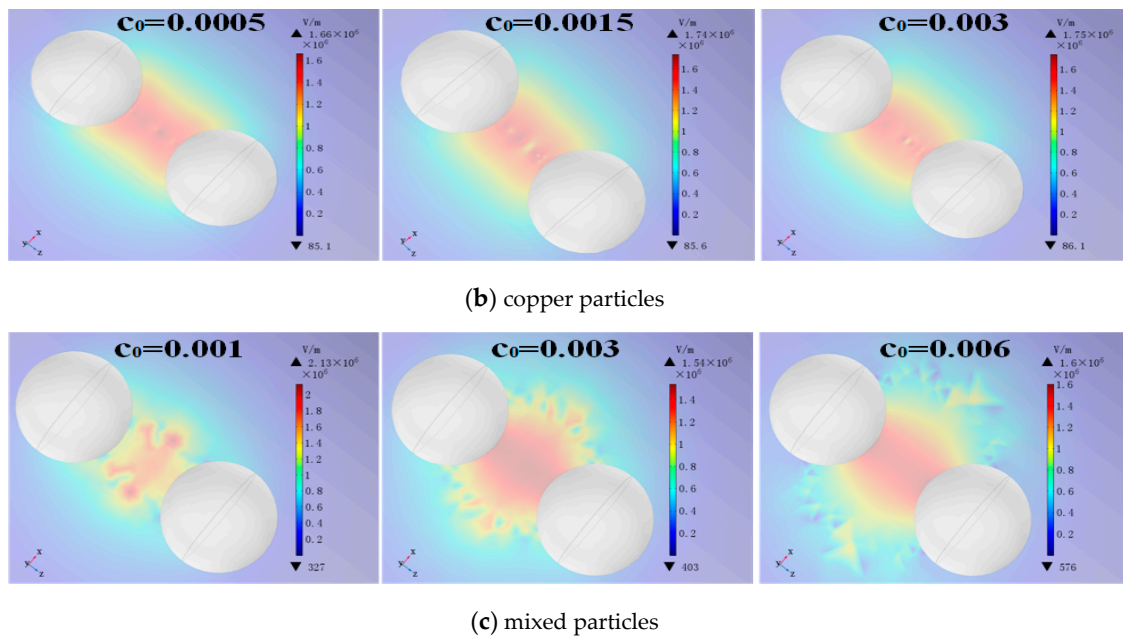 c₀=0.0005
V/m
▲ 1.66×10⁶
×10⁶
1.6
1.4
1.2
1
0.8
0.6
0.4
0.2
▼ 85.1
x
y
z
c₀=0.0015
V/m
▲ 1.74×10⁶
×10⁶
1.6
1.4
1.2
1
0.8
0.6
0.4
0.2
▼ 85.6
x
y
z
c₀=0.003
V/m
▲ 1.75×10⁶
×10⁶
1.6
1.4
1.2
1
0.8
0.6
0.4
0.2
▼ 86.1
x
y
z
(b) copper particles
c₀=0.001
V/m
▲ 2.13×10⁶
×10⁶
2
1.8
1.6
1.4
1.2
1
0.8
0.6
0.4
0.2
▼ 327
x
y
z
c₀=0.003
V/m
▲ 1.54×10⁶
×10⁶
1.4
1.2
1
0.8
0.6
0.4
0.2
▼ 403
x
y
z
c₀=0.006
V/m
▲ 1.6×10⁶
×10⁶
1.6
1.4
1.2
1
0.8
0.6
0.4
0.2
▼ 576
x
y
z
(c) mixed particles